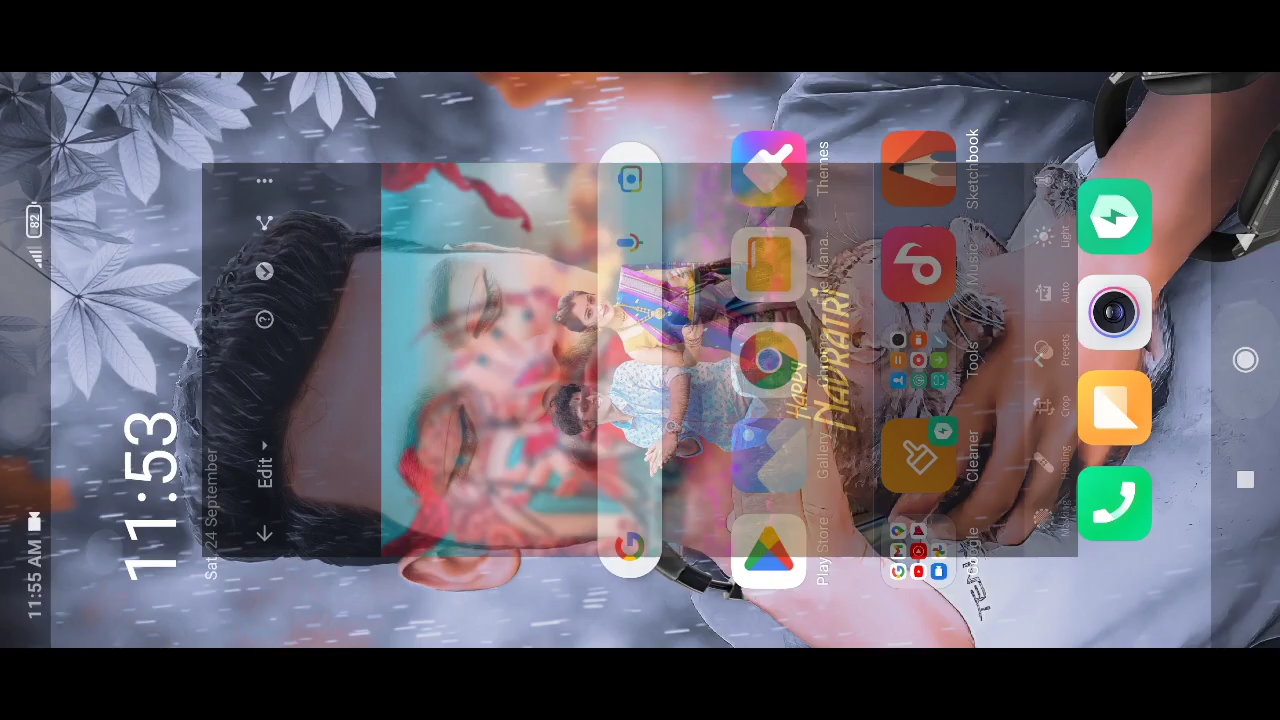 11:55 AM
82
11:53
Sat, 24 September
Edit
Play Store
Gallery
Chrome
Themes
Google
Cleaner
Tools
Music
Sketchbook
HAPPY
NAVRATRI
Healing
Crop
Presets
Auto
Light